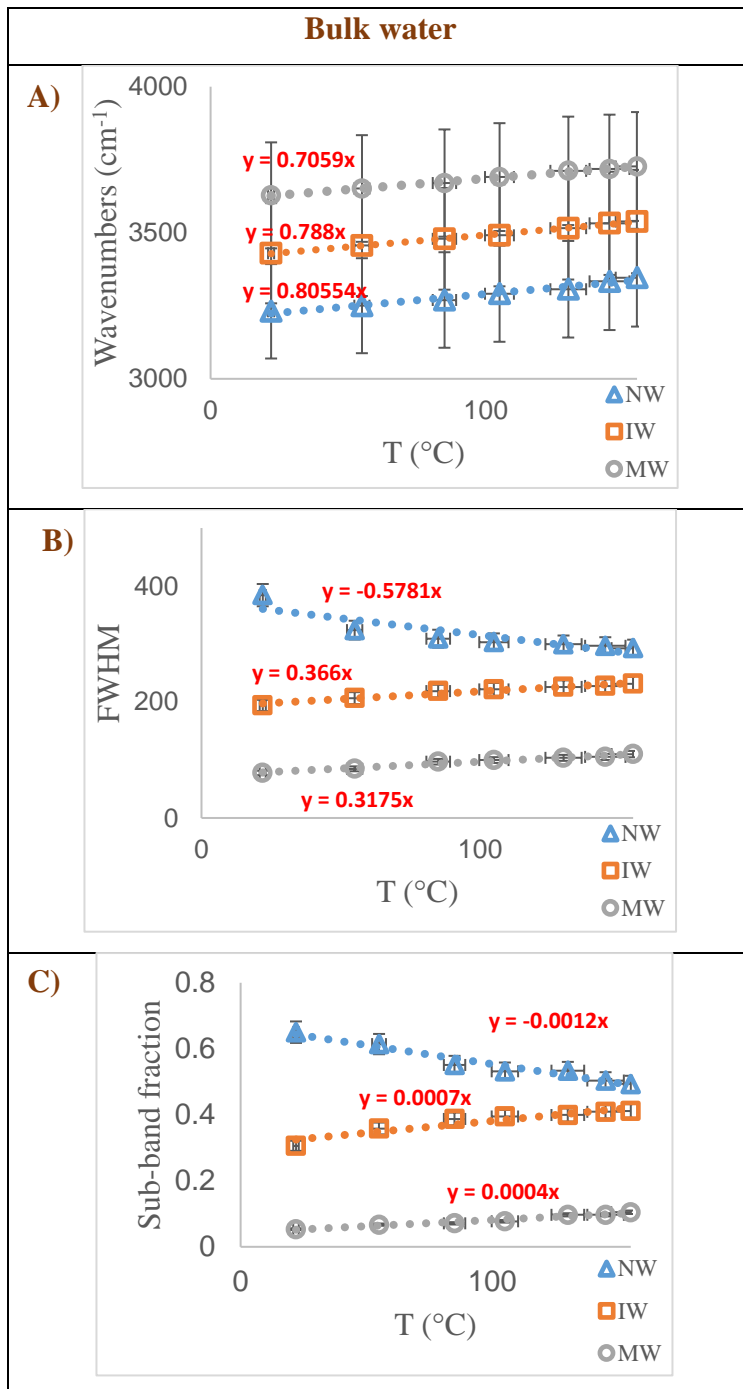 Bulk water
A)
4000
3500
3000
Wavenumbers (cm-1)
y = 0.7059x
y = 0.788x
y = 0.80554x
0 100
T (°C)
NW
IW
MW
B)
400
200
0
FWHM
y = -0.5781x
y = 0.366x
y = 0.3175x
0 100
T (°C)
NW
IW
MW
C)
0.8
0.6
0.4
0.2
0
Sub-band fraction
y = -0.0012x
y = 0.0007x
y = 0.0004x
0 100
T (°C)
NW
IW
MW